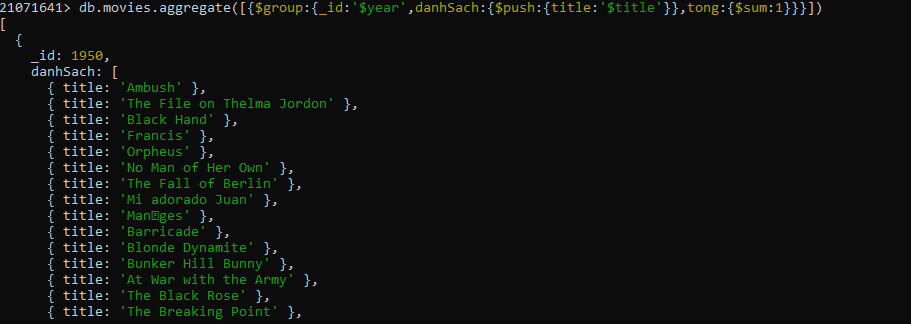 21071641> db.movies.aggregate([{$group:{_id:'$year',danhSach:{$push:{title:'$title'}},tong:{$sum:1}}}])
[
  {
    _id: 1950,
    danhSach: [
      { title: 'Ambush' },
      { title: 'The File on Thelma Jordon' },
      { title: 'Black Hand' },
      { title: 'Francis' },
      { title: 'Orpheus' },
      { title: 'No Man of Her Own' },
      { title: 'The Fall of Berlin' },
      { title: 'Mi adorado Juan' },
      { title: 'Man�ges' },
      { title: 'Barricade' },
      { title: 'Blonde Dynamite' },
      { title: 'Bunker Hill Bunny' },
      { title: 'At War with the Army' },
      { title: 'The Black Rose' },
      { title: 'The Breaking Point' },